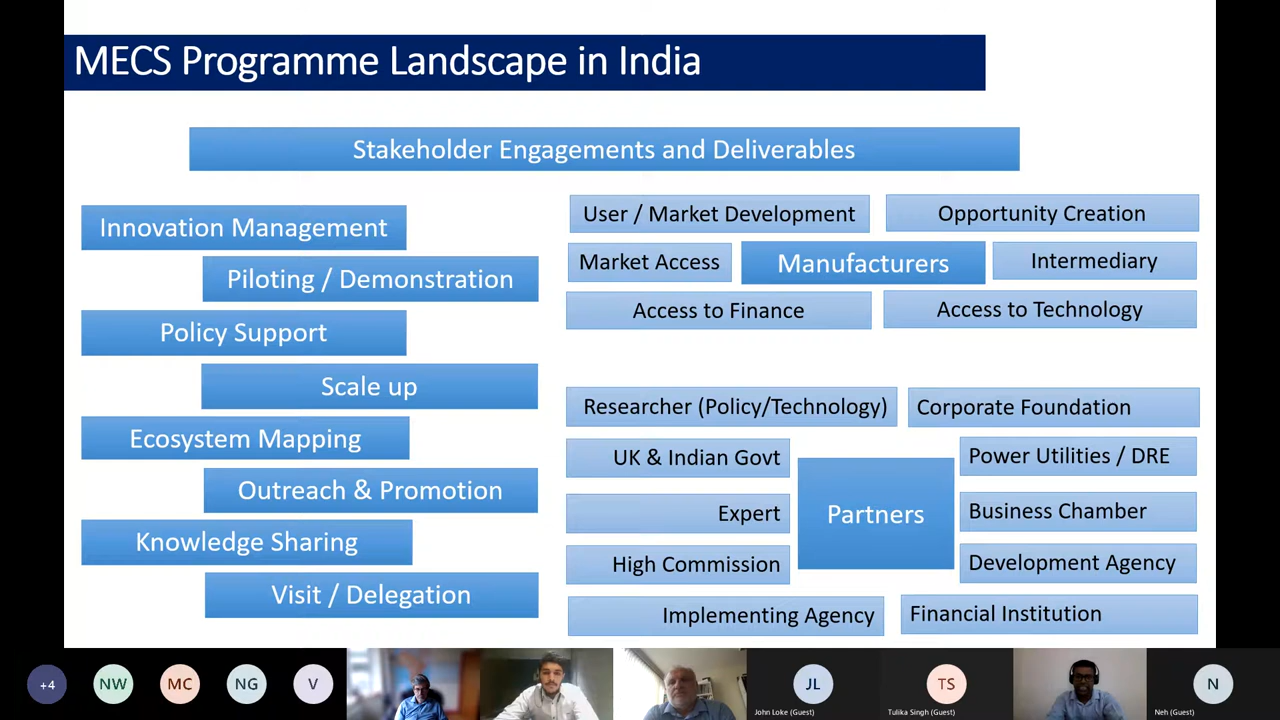 MECS Programme Landscape in India
Stakeholder Engagements and Deliverables
Innovation Management
Piloting / Demonstration
Policy Support
Scale up
Ecosystem Mapping
Outreach & Promotion
Knowledge Sharing
Visit / Delegation
User / Market Development
Opportunity Creation
Market Access
Manufacturers
Intermediary
Access to Finance
Access to Technology
Researcher (Policy/Technology)
Corporate Foundation
UK & Indian Govt
Power Utilities / DRE
Expert
Partners
Business Chamber
High Commission
Development Agency
Implementing Agency
Financial Institution
+4
NW
MC
NG
V
JL
John Loke (Guest)
TS
Tulika Singh (Guest)
N
Neh (Guest)